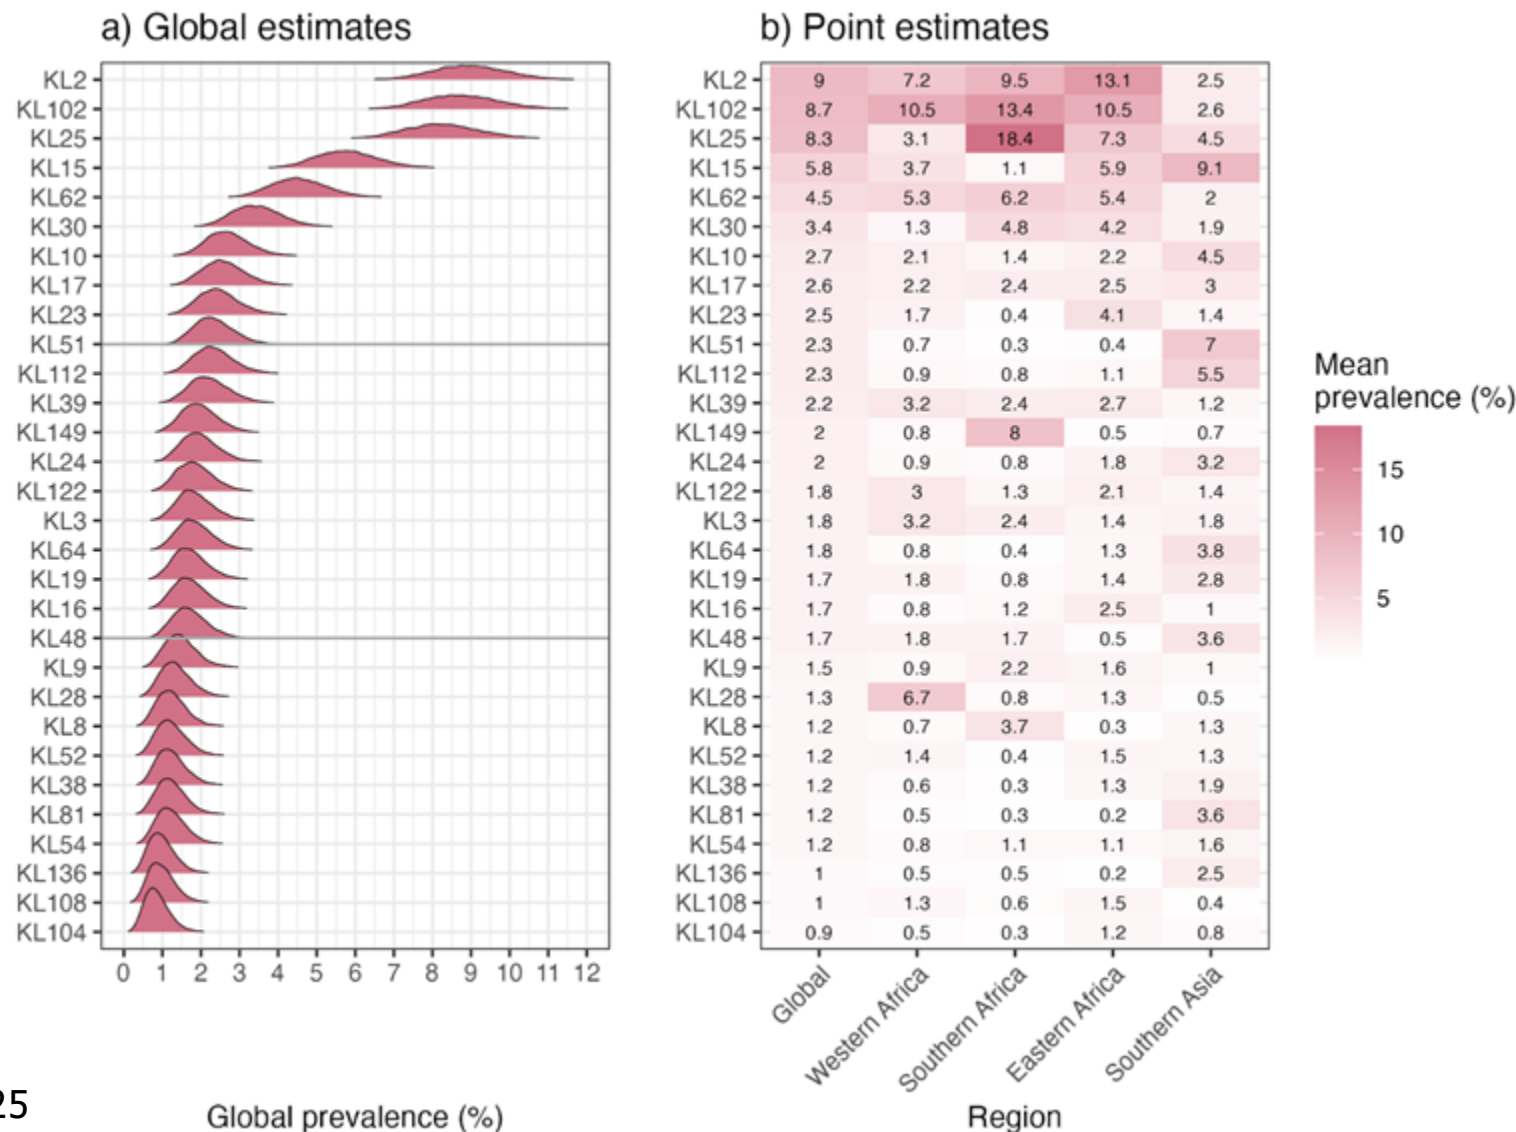 a) Global estimates
KL2
KL102
KL25
KL15
KL62
KL30
KL10
KL17
KL23
KL51
KL112
KL39
KL149
KL24
KL122
KL3
KL64
KL19
KL16
KL48
KL9
KL28
KL8
KL52
KL38
KL81
KL54
KL136
KL108
KL104
0 1 2 3 4 5 6 7 8 9 10 11 12
Global prevalence (%)
b) Point estimates
KL2 9 7.2 9.5 13.1 2.5
KL102 8.7 10.5 13.4 10.5 2.6
KL25 8.3 3.1 18.4 7.3 4.5
KL15 5.8 3.7 1.1 5.9 9.1
KL62 4.5 5.3 6.2 5.4 2
KL30 3.4 1.3 4.8 4.2 1.9
KL10 2.7 2.1 1.4 2.2 4.5
KL17 2.6 2.2 2.4 2.5 3
KL23 2.5 1.7 0.4 4.1 1.4
KL51 2.3 0.7 0.3 0.4 7
KL112 2.3 0.9 0.8 1.1 5.5
KL39 2.2 3.2 2.4 2.7 1.2
KL149 2 0.8 8 0.5 0.7
KL24 2 0.9 0.8 1.8 3.2
KL122 1.8 3 1.3 2.1 1.4
KL3 1.8 3.2 2.4 1.4 1.8
KL64 1.8 0.8 0.4 1.3 3.8
KL19 1.7 1.8 0.8 1.4 2.8
KL16 1.7 0.8 1.2 2.5 1
KL48 1.7 1.8 1.7 0.5 3.6
KL9 1.5 0.9 2.2 1.6 1
KL28 1.3 6.7 0.8 1.3 0.5
KL8 1.2 0.7 3.7 0.3 1.3
KL52 1.2 1.4 0.4 1.5 1.3
KL38 1.2 0.6 0.3 1.3 1.9
KL81 1.2 0.5 0.3 0.2 3.6
KL54 1.2 0.8 1.1 1.1 1.6
KL136 1 0.5 0.5 0.2 2.5
KL108 1 1.3 0.6 1.5 0.4
KL104 0.9 0.5 0.3 1.2 0.8
Global
Western Africa
Southern Africa
Eastern Africa
Southern Asia
Region
Mean
prevalence (%)
15
10
5
25